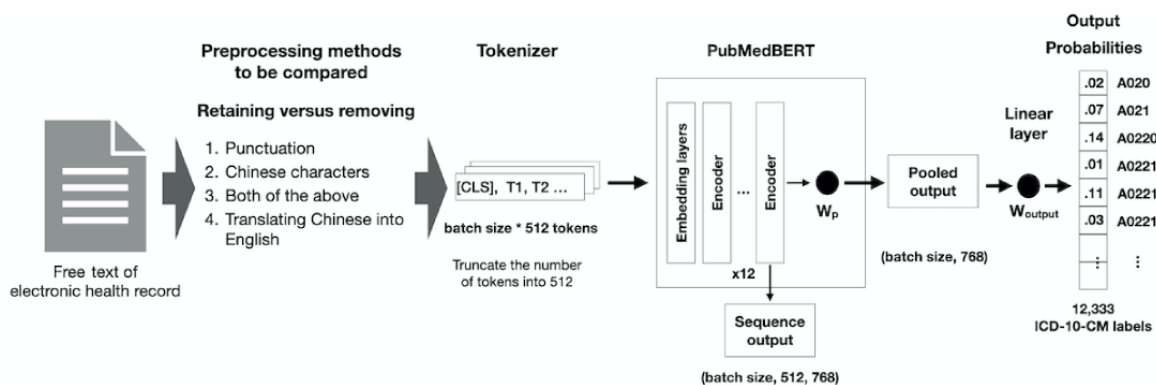 Preprocessing methods
to be compared
Retaining versus removing
1. Punctuation
2. Chinese characters
3. Both of the above
4. Translating Chinese into
English
Free text of
electronic health record
Tokenizer
[CLS], T1, T2 ...
batch size * 512 tokens
Truncate the number
of tokens into 512
PubMedBERT
Embedding layers
Encoder
...
Encoder
x12
Wp
Sequence
output
(batch size, 512, 768)
Pooled
output
(batch size, 768)
Linear
layer
Woutput
Output
Probabilities
.02 A020
.07 A021
.14 A0220
.01 A0221
.11 A0221
.03 A0221
⋮ ⋮
12,333
ICD-10-CM labels